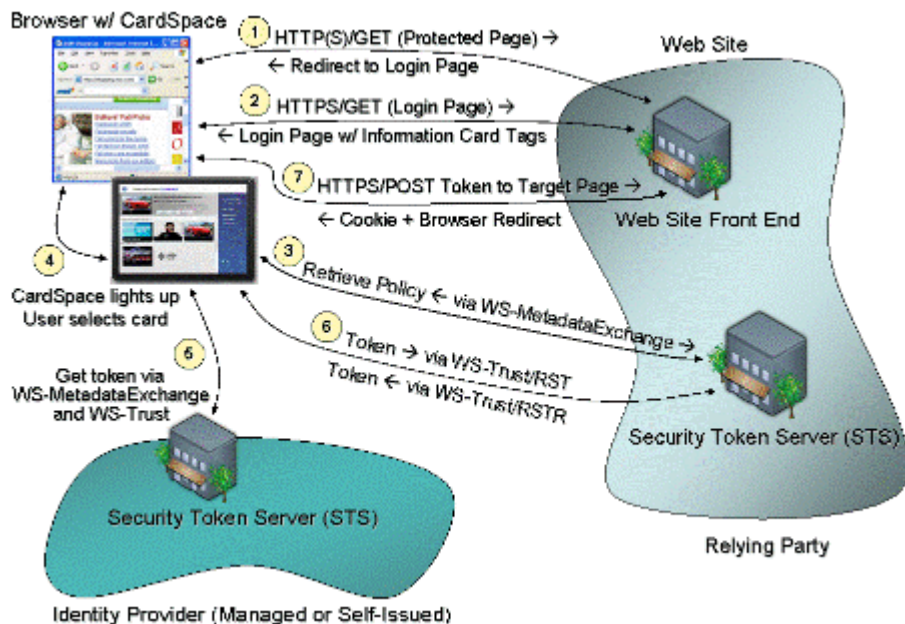 Browser w/ CardSpace
1
HTTP(S)/GET (Protected Page) →
← Redirect to Login Page
Web Site
2
HTTPS/GET (Login Page) →
← Login Page w/ Information Card Tags
7
HTTPS/POST Token to Target Page →
← Cookie + Browser Redirect
Web Site Front End
4
CardSpace lights up
User selects card
3
Retrieve Policy ← via WS-MetadataExchange →
6
Token → via WS-Trust/RST
Token ← via WS-Trust/RSTR
5
Get token via
WS-MetadataExchange
and WS-Trust
Security Token Server (STS)
Security Token Server (STS)
Relying Party
Identity Provider (Managed or Self-Issued)